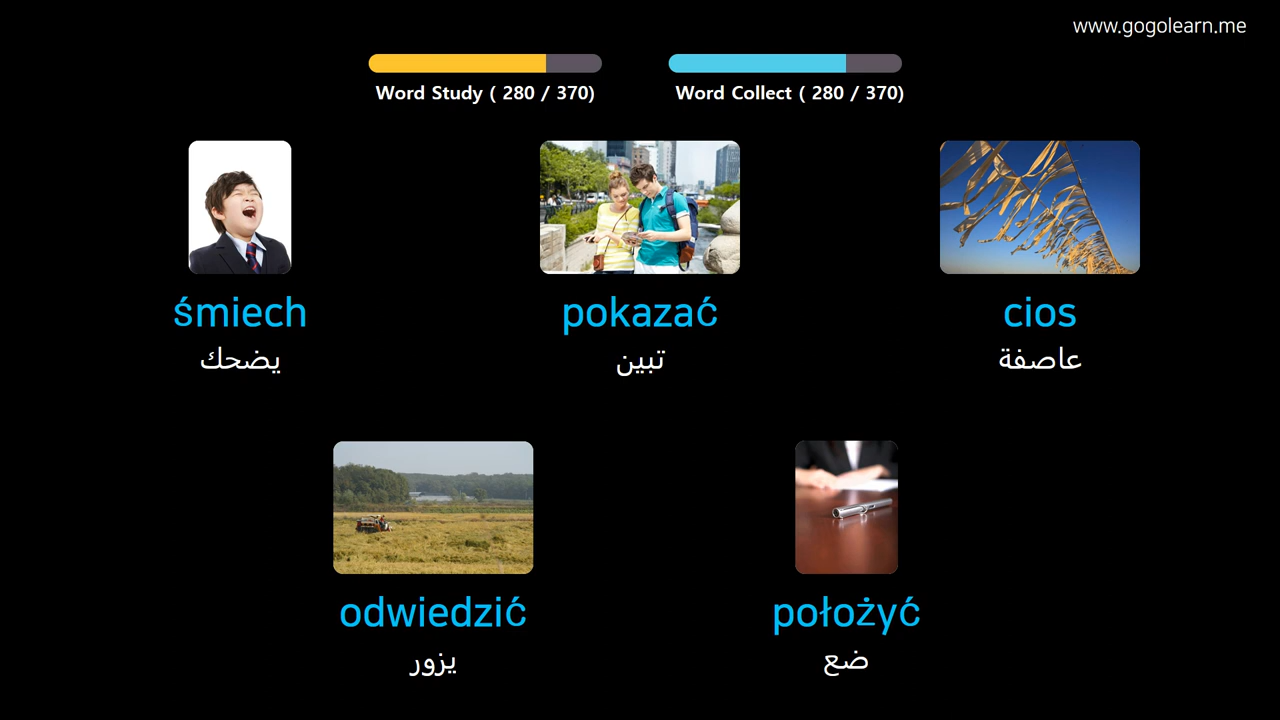 www.gogolearn.me
Word Study ( 280 / 370)
Word Collect ( 280 / 370)
śmiech
يضحك
pokazać
تبين
cios
عاصفة
odwiedzić
يزور
położyć
ضع